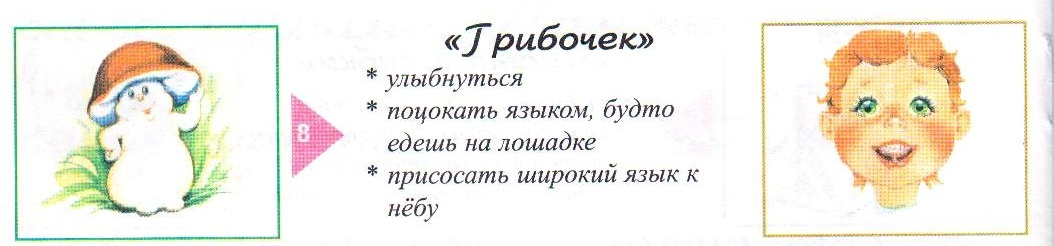 «Грибочек»
* улыбнуться
* поцокать языком, будто
едешь на лошадке
8
* присосать широкий язык к
нёбу